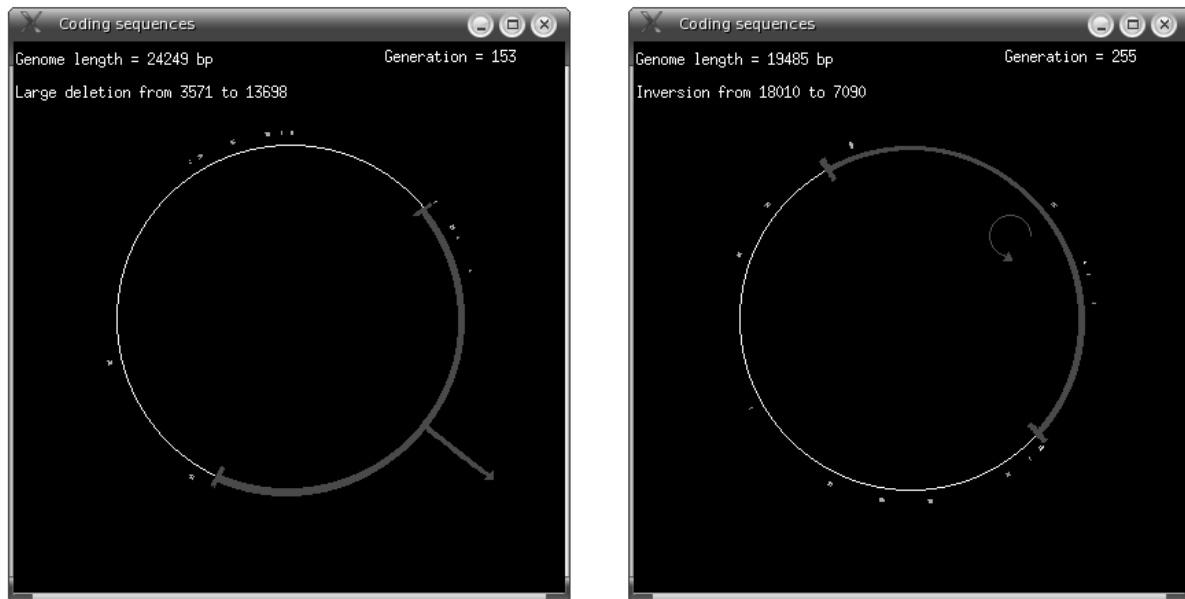 Coding sequences
Genome length = 24249 bp
Generation = 153
Large deletion from 3571 to 13698
Coding sequences
Genome length = 19485 bp
Generation = 255
Inversion from 18010 to 7090